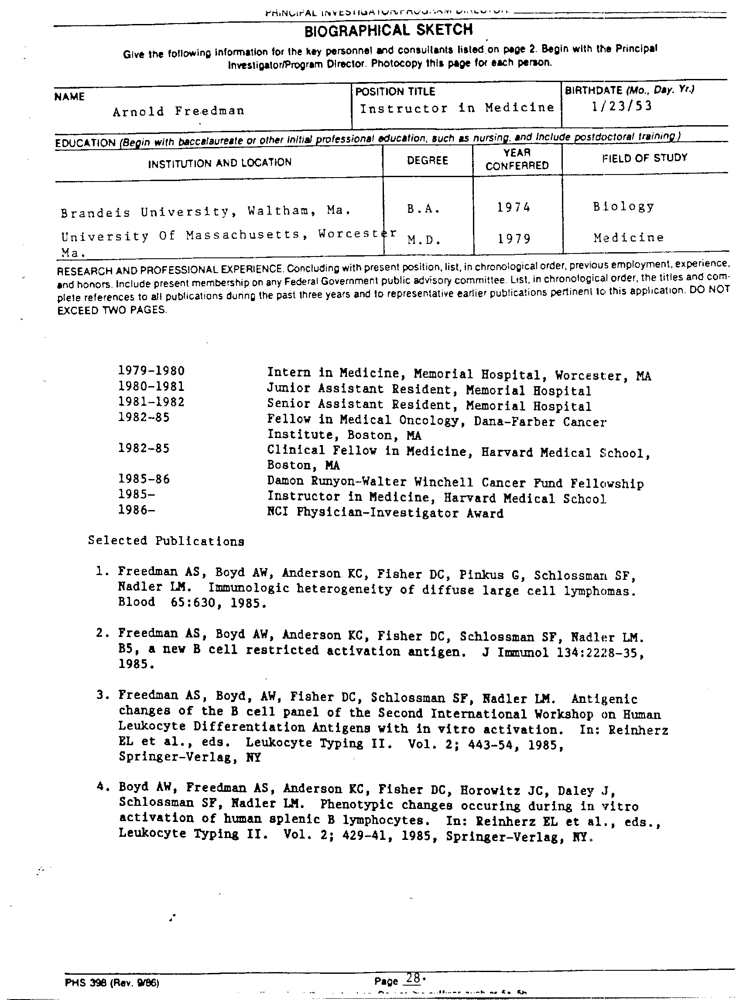 PRINCIPAL INVESTIGATOR/PROGRAM DIRECTOR:
BIOGRAPHICAL SKETCH
Give the following information for the key personnel and consultants listed on page 2. Begin with the Principal
Investigator/Program Director. Photocopy this page for each person.
NAME
Arnold Freedman
POSITION TITLE
Instructor in Medicine
BIRTHDATE (Mo., Day. Yr.)
1/23/53
EDUCATION (Begin with baccalaureate or other initial professional education, such as nursing, and include postdoctoral training.)
INSTITUTION AND LOCATION DEGREE YEAR CONFERRED FIELD OF STUDY
Brandeis University, Waltham, Ma. B.A. 1974 Biology
University Of Massachusetts, Worcester M.D. 1979 Medicine
Ma.
RESEARCH AND PROFESSIONAL EXPERIENCE. Concluding with present position, list, in chronological order, previous employment, experience,
and honors. Include present membership on any Federal Government public advisory committee. List, in chronological order, the titles and com-
plete references to all publications during the past three years and to representative earlier publications pertinent to this application. DO NOT
EXCEED TWO PAGES.
1979-1980 Intern in Medicine, Memorial Hospital, Worcester, MA
1980-1981 Junior Assistant Resident, Memorial Hospital
1981-1982 Senior Assistant Resident, Memorial Hospital
1982-85 Fellow in Medical Oncology, Dana-Farber Cancer
Institute, Boston, MA
1982-85 Clinical Fellow in Medicine, Harvard Medical School,
Boston, MA
1985-86 Damon Runyon-Walter Winchell Cancer Fund Fellowship
1985- Instructor in Medicine, Harvard Medical School
1986- NCI Physician-Investigator Award
Selected Publications
1. Freedman AS, Boyd AW, Anderson KC, Fisher DC, Pinkus G, Schlossman SF,
Nadler LM. Immunologic heterogeneity of diffuse large cell lymphomas.
Blood 65:630, 1985.
2. Freedman AS, Boyd AW, Anderson KC, Fisher DC, Schlossman SF, Nadler LM.
B5, a new B cell restricted activation antigen. J Immunol 134:2228-35,
1985.
3. Freedman AS, Boyd, AW, Fisher DC, Schlossman SF, Nadler LM. Antigenic
changes of the B cell panel of the Second International Workshop on Human
Leukocyte Differentiation Antigens with in vitro activation. In: Reinherz
EL et al., eds. Leukocyte Typing II. Vol. 2; 443-54, 1985,
Springer-Verlag, NY
4. Boyd AW, Freedman AS, Anderson KC, Fisher DC, Horowitz JC, Daley J,
Schlossman SF, Nadler LM. Phenotypic changes occuring during in vitro
activation of human splenic B lymphocytes. In: Reinherz EL et al., eds.,
Leukocyte Typing II. Vol. 2; 429-41, 1985, Springer-Verlag, NY.
PHS 398 (Rev. 9/86) Page 28.